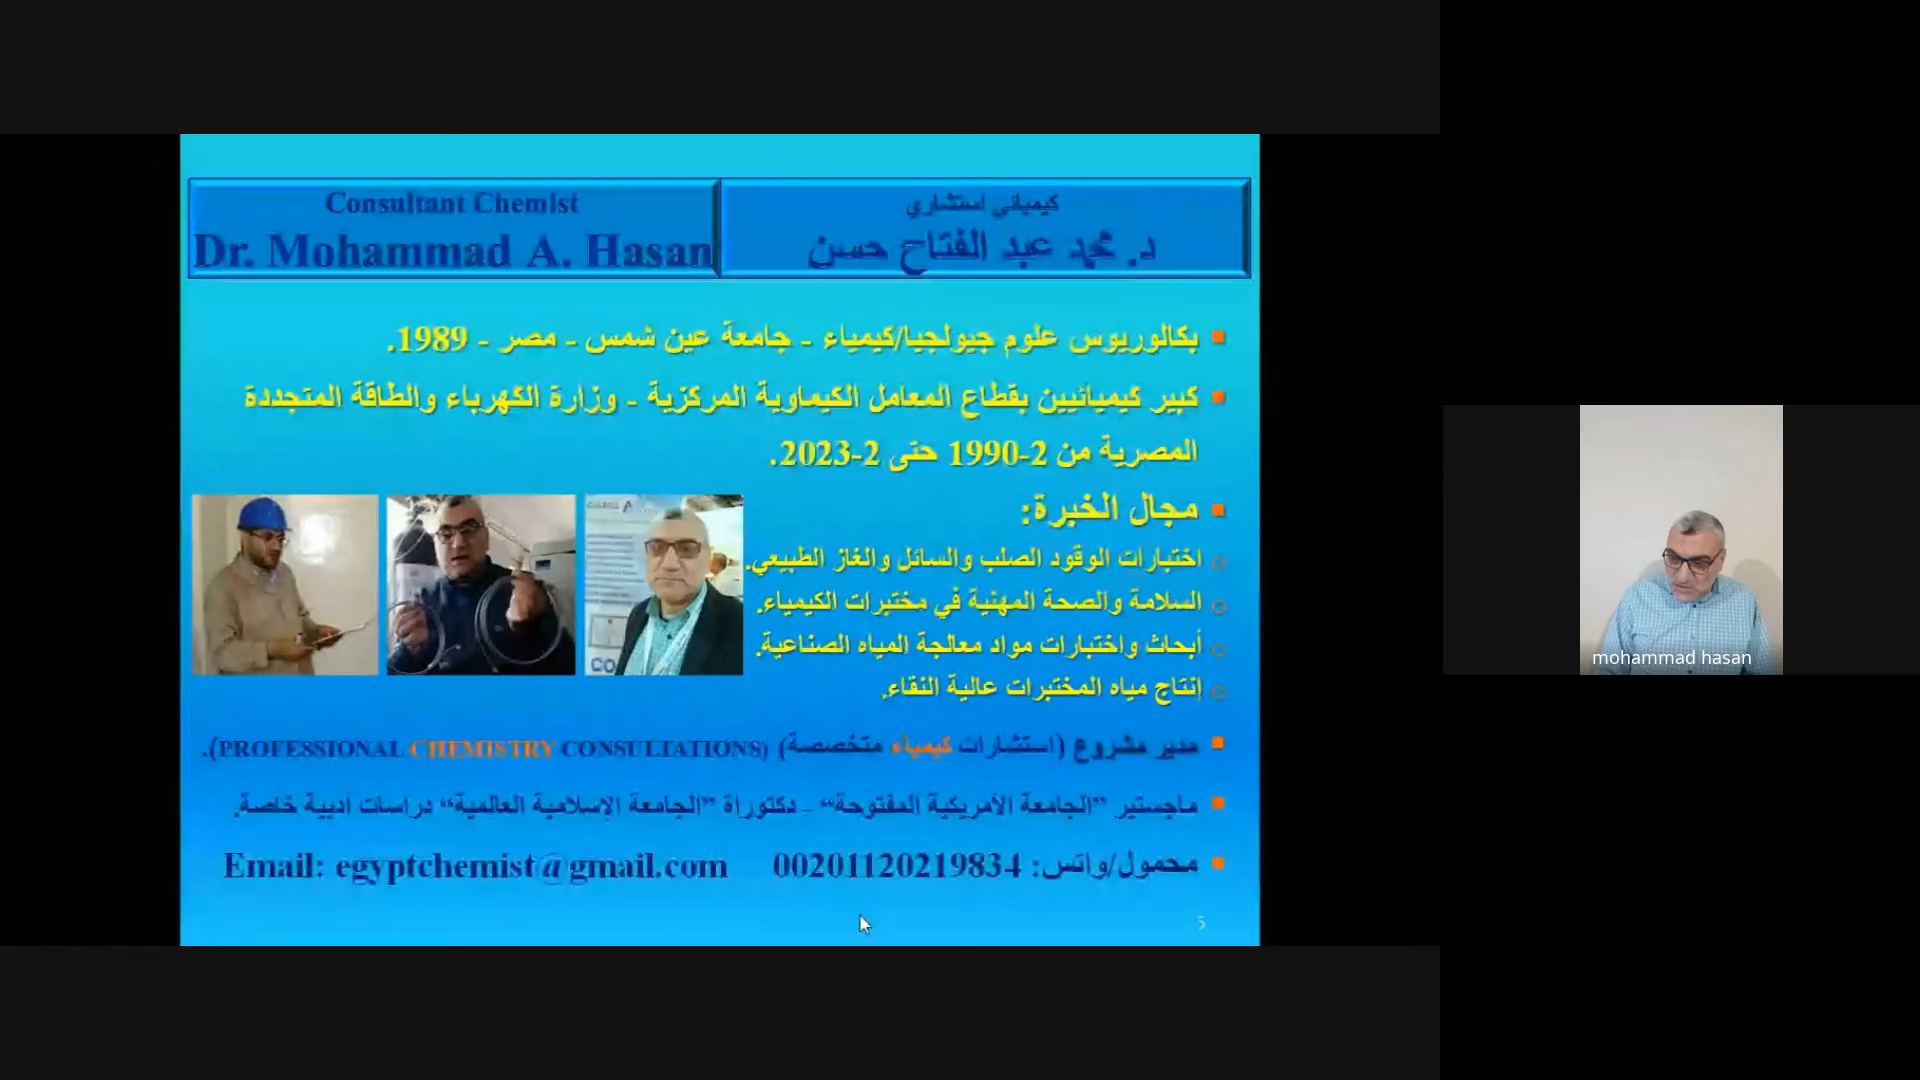 Consultant Chemist
Dr. Mohammad A. Hasan
كيميائي استشاري
د. محمد عبد الفتاح حسن
بكالوريوس علوم جيولجيا/كيمياء - جامعة عين شمس - مصر - 1989.
كبير كيميائيين بقطاع المعامل الكيماوية المركزية - وزارة الكهرباء والطاقة المتجددة
المصرية من 2-1990 حتى 2-2023.
مجال الخبرة:
اختبارات الوقود الصلب والسائل والغاز الطبيعي.
السلامة والصحة المهنية في مختبرات الكيمياء.
أبحاث واختبارات مواد معالجة المياه الصناعية.
إنتاج مياه المختبرات عالية النقاء.
مدير مشروع (استشارات كيمياء متخصصة) (PROFESSIONAL CHEMISTRY CONSULTATIONS).
ماجستير "الجامعة الأمريكية المفتوحة" - دكتوراة "الجامعة الإسلامية العالمية" دراسات أدبية خاصة.
محمول/واتس: 00201120219834 Email: egyptchemist@gmail.com
5
mohammad hasan